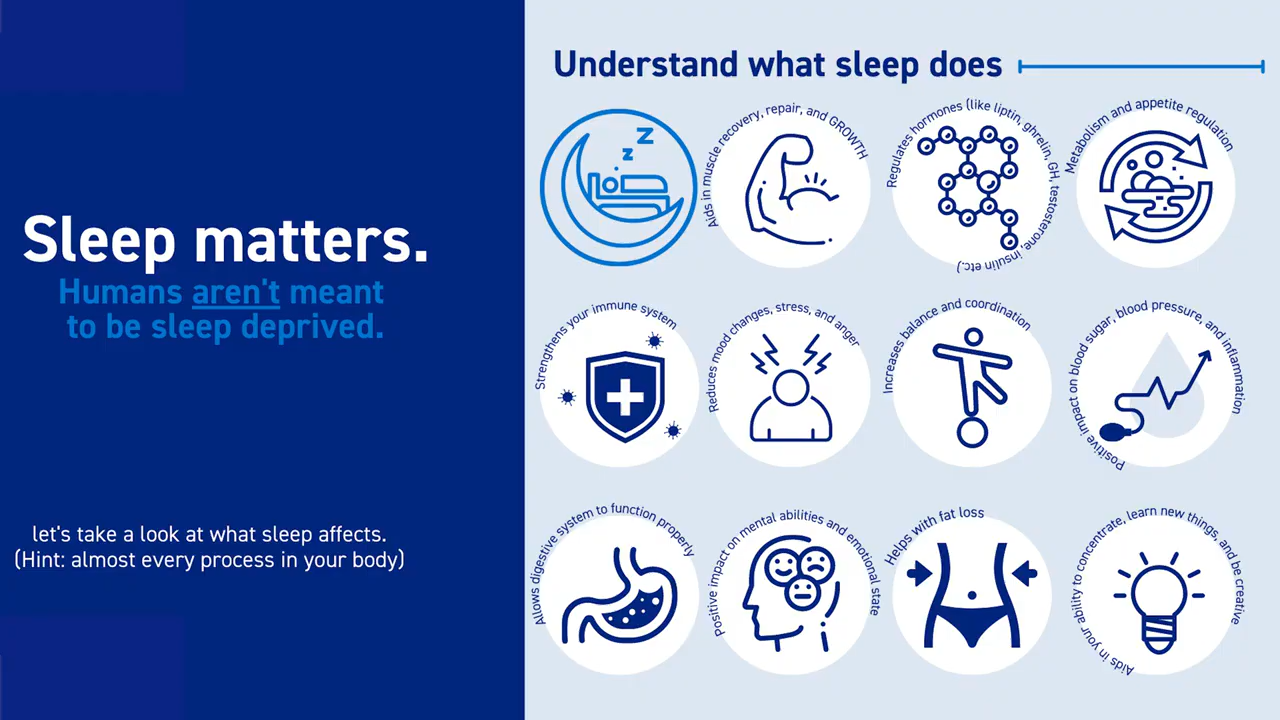 Sleep matters.
Humans aren't meant
to be sleep deprived.
let's take a look at what sleep affects.
(Hint: almost every process in your body)
Understand what sleep does
z
z
Aids in muscle recovery, repair, and GROWTH
Regulates hormones (like liptin, ghrelin, GH, testosterone, insulin etc.)
Metabolism and appetite regulation
Strengthens your immune system
Reduces mood changes, stress, and anger
Increases balance and coordination
Positive impact on blood sugar, blood pressure, and inflammation
Allows digestive system to function properly
Positive impact on mental abilities and emotional state
Helps with fat loss
Aids in your ability to concentrate, learn new things, and be creative